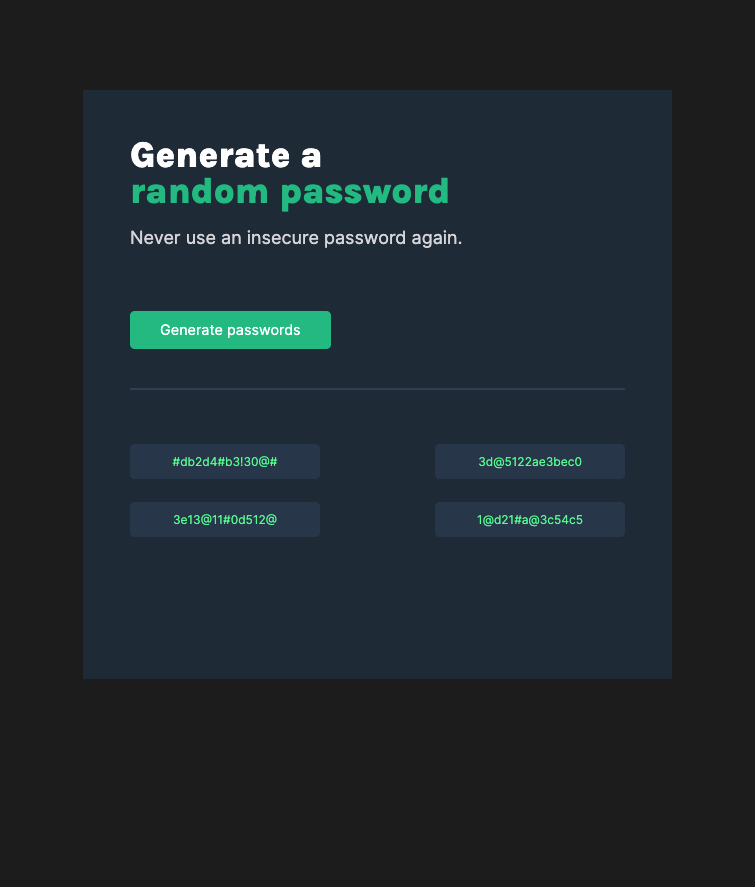 Generate a
random password
Never use an insecure password again.
Generate passwords
#db2d4#b3!30@#
3d@5122ae3bec0
3e13@11#0d512@
1@d21#a@3c54c5